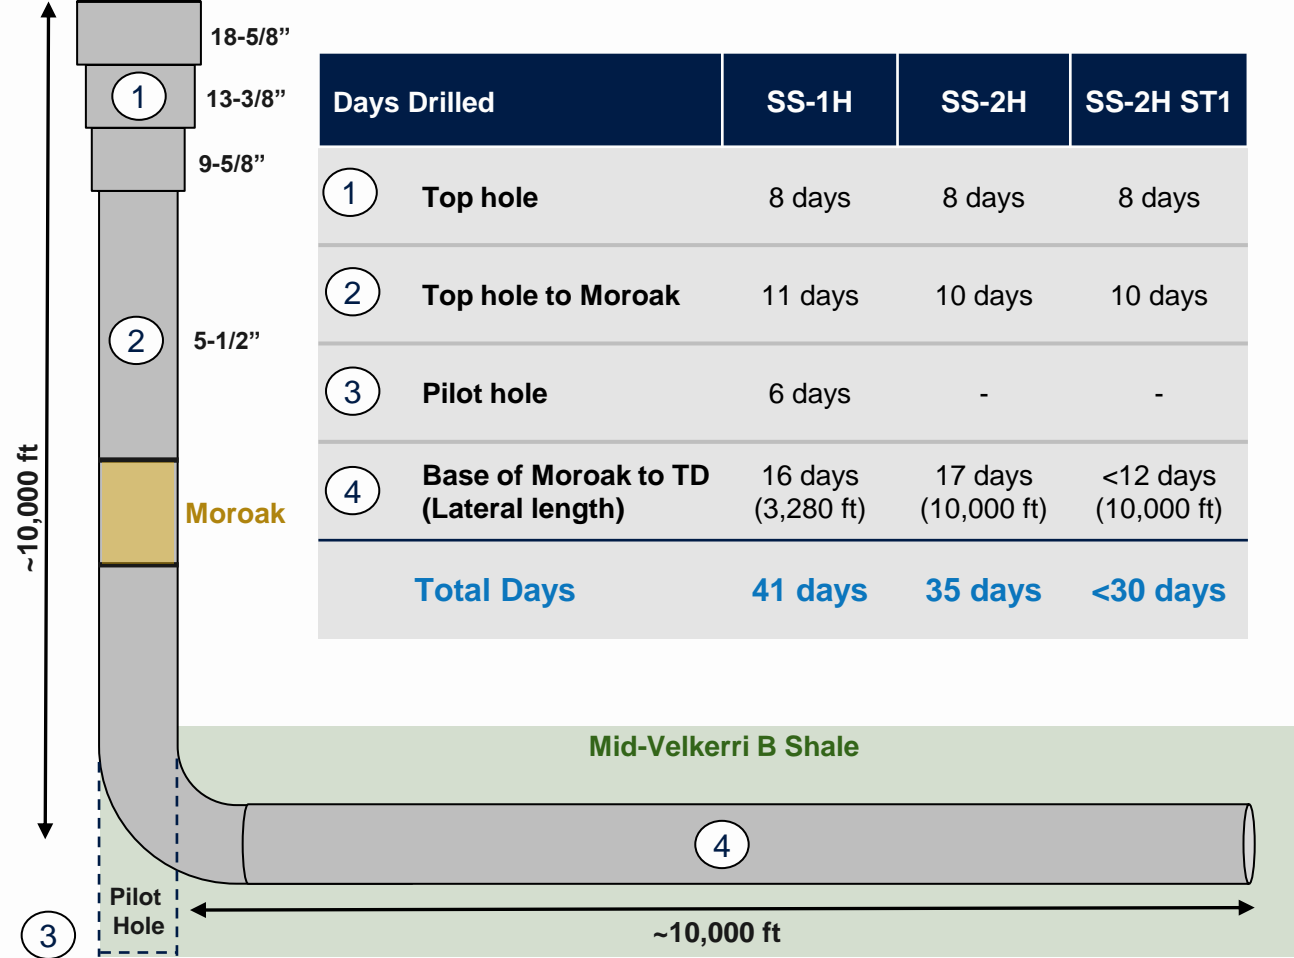 18-5/8”
1
13-3/8”
9-5/8”
2
5-1/2”
~10,000 ft
Moroak
Days Drilled SS-1H SS-2H SS-2H ST1
1 Top hole 8 days 8 days 8 days
2 Top hole to Moroak 11 days 10 days 10 days
3 Pilot hole 6 days - -
4 Base of Moroak to TD 16 days 17 days <12 days
(Lateral length) (3,280 ft) (10,000 ft) (10,000 ft)
Total Days 41 days 35 days <30 days
Mid-Velkerri B Shale
4
Pilot
Hole
3
~10,000 ft